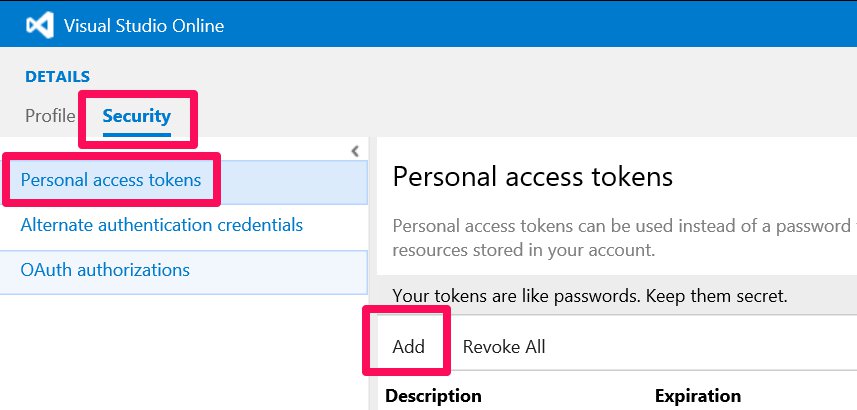 Visual Studio Online
DETAILS
Profile Security
Personal access tokens
Alternate authentication credentials
OAuth authorizations
Personal access tokens
Personal access tokens can be used instead of a password
resources stored in your account.
Your tokens are like passwords. Keep them secret.
Add Revoke All
Description Expiration